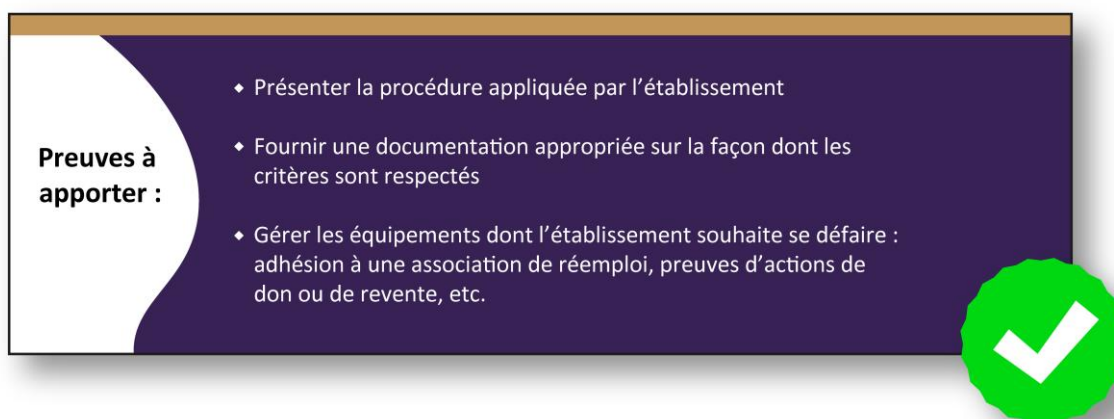 Preuves à
apporter :
◆ Présenter la procédure appliquée par l’établissement
◆ Fournir une documentation appropriée sur la façon dont les
critères sont respectés
◆ Gérer les équipements dont l’établissement souhaite se défaire :
adhésion à une association de réemploi, preuves d’actions de
don ou de revente, etc.